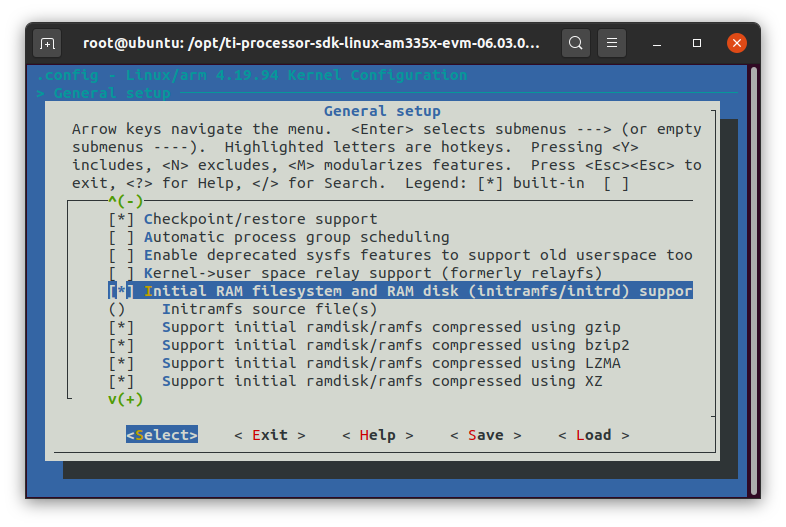 root@ubuntu: /opt/ti-processor-sdk-linux-am335x-evm-06.03.0...
.config - Linux/arm 4.19.94 Kernel Configuration
> General setup
General setup
Arrow keys navigate the menu.  <Enter> selects submenus ---> (or empty
submenus ----).  Highlighted letters are hotkeys.  Pressing <Y>
includes, <N> excludes, <M> modularizes features.  Press <Esc><Esc> to
exit, <?> for Help, </> for Search.  Legend: [*] built-in  [ ]
^(-)
[*] Checkpoint/restore support
[ ] Automatic process group scheduling
[ ] Enable deprecated sysfs features to support old userspace too
[ ] Kernel->user space relay support (formerly relayfs)
[*] Initial RAM filesystem and RAM disk (initramfs/initrd) suppor
()    Initramfs source file(s)
[*]   Support initial ramdisk/ramfs compressed using gzip
[*]   Support initial ramdisk/ramfs compressed using bzip2
[*]   Support initial ramdisk/ramfs compressed using LZMA
[*]   Support initial ramdisk/ramfs compressed using XZ
v(+)
<Select>    < Exit >    < Help >    < Save >    < Load >